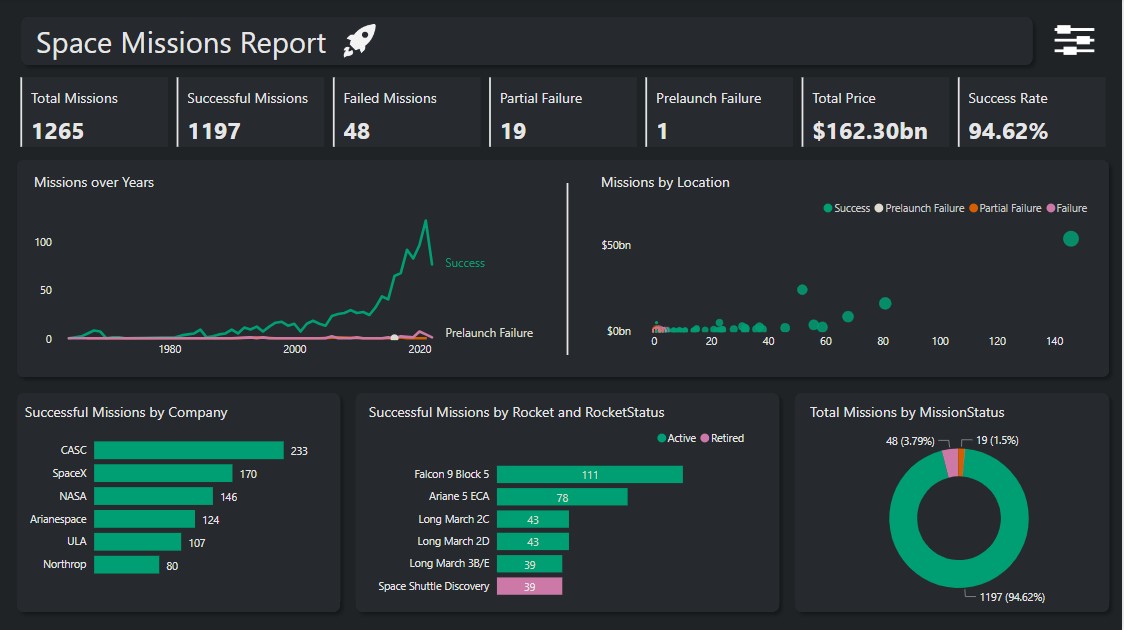 Space Missions Report
Total Missions
1265
Successful Missions
1197
Failed Missions
48
Partial Failure
19
Prelaunch Failure
1
Total Price
$162.30bn
Success Rate
94.62%
Missions over Years
100
50
0
1980
2000
2020
Success
Prelaunch Failure
Missions by Location
Success Prelaunch Failure Partial Failure Failure
$50bn
$0bn
0 20 40 60 80 100 120 140
Successful Missions by Company
CASC 233
SpaceX 170
NASA 146
Arianespace 124
ULA 107
Northrop 80
Successful Missions by Rocket and RocketStatus
Active Retired
Falcon 9 Block 5 111
Ariane 5 ECA 78
Long March 2C 43
Long March 2D 43
Long March 3B/E 39
Space Shuttle Discovery 39
Total Missions by MissionStatus
48 (3.79%) 19 (1.5%)
1197 (94.62%)